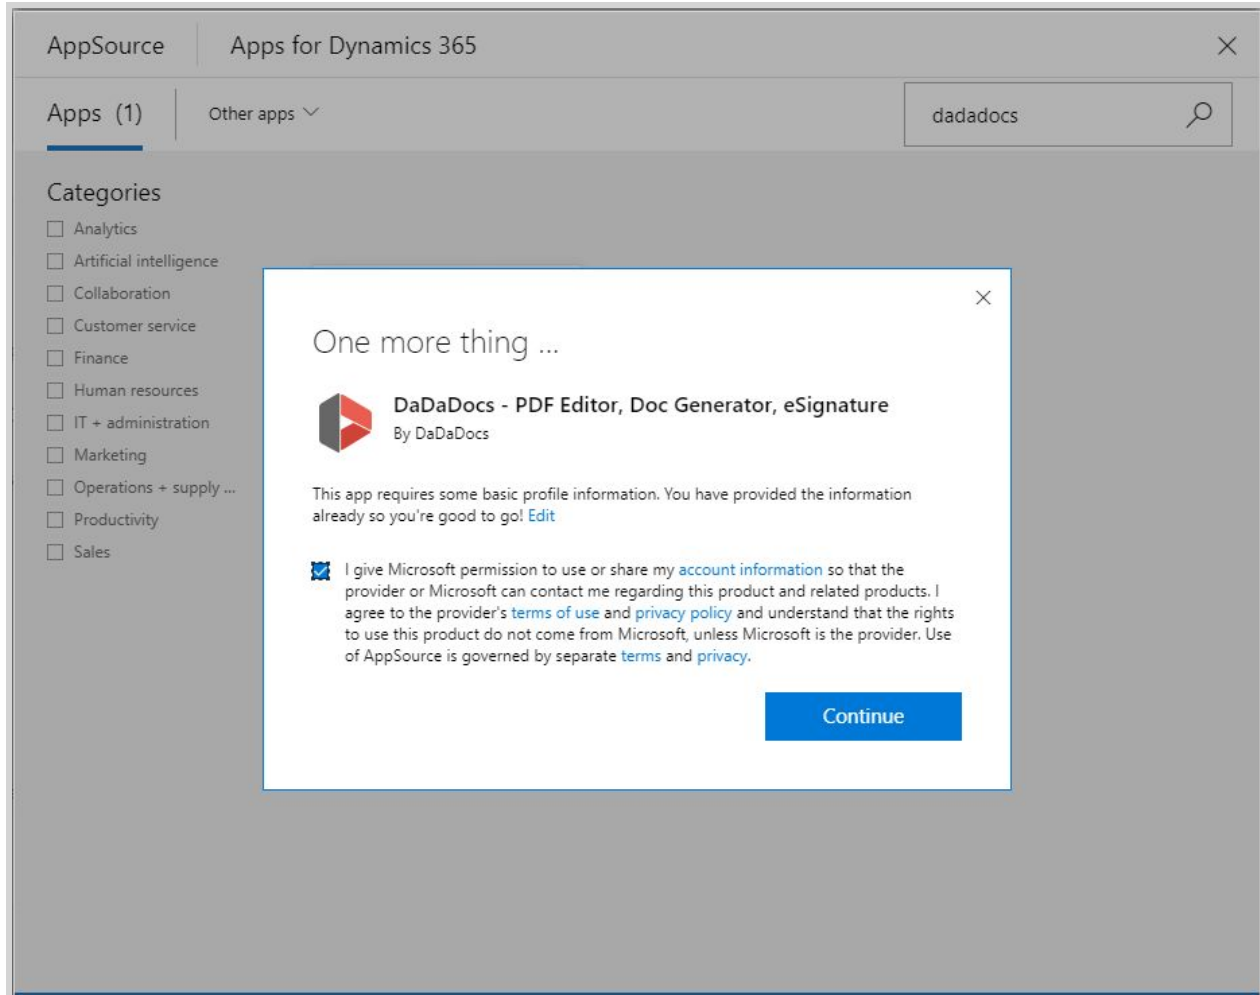 AppSource
Apps for Dynamics 365
Apps (1)
Other apps
dadadocs
Categories
Analytics
Artificial intelligence
Collaboration
Customer service
Finance
Human resources
IT + administration
Marketing
Operations + supply ...
Productivity
Sales
One more thing ...
DaDaDocs - PDF Editor, Doc Generator, eSignature
By DaDaDocs
This app requires some basic profile information. You have provided the information
already so you're good to go! Edit
I give Microsoft permission to use or share my account information so that the
provider or Microsoft can contact me regarding this product and related products. I
agree to the provider's terms of use and privacy policy and understand that the rights
to use this product do not come from Microsoft, unless Microsoft is the provider. Use
of AppSource is governed by separate terms and privacy.
Continue